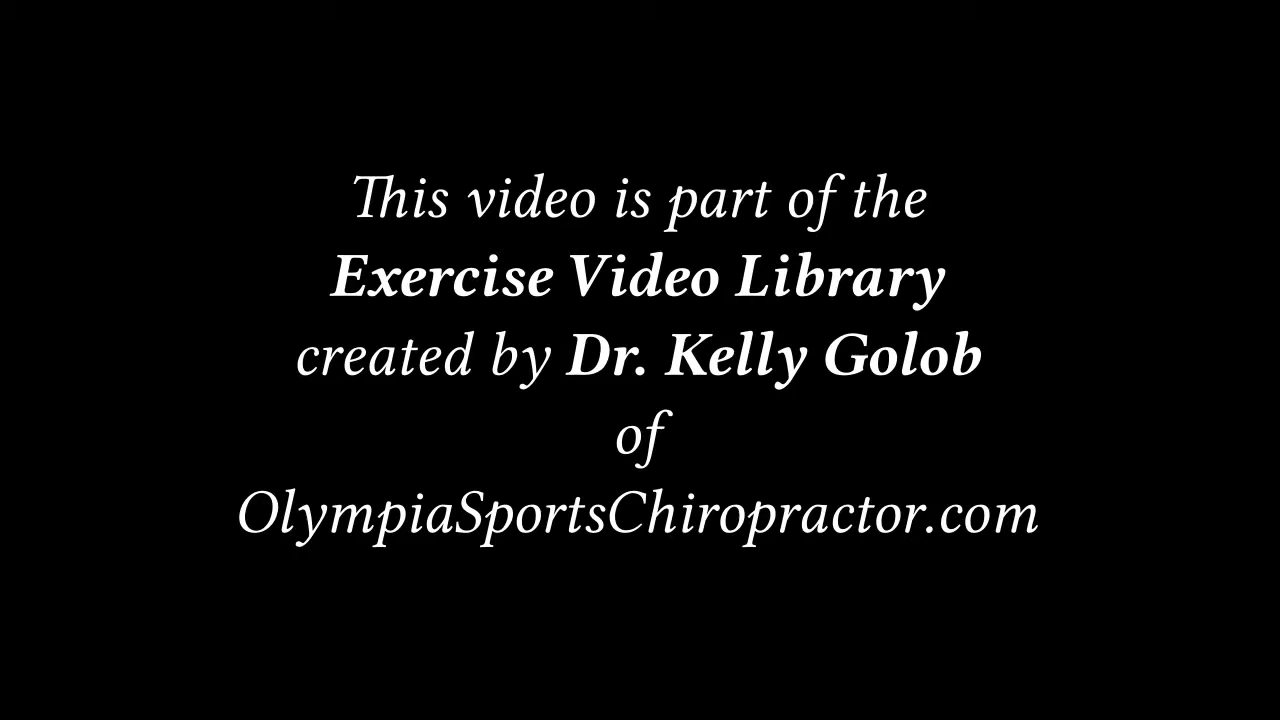 This video is part of the
Exercise Video Library
created by Dr. Kelly Golob
of
OlympiaSportsChiropractor.com